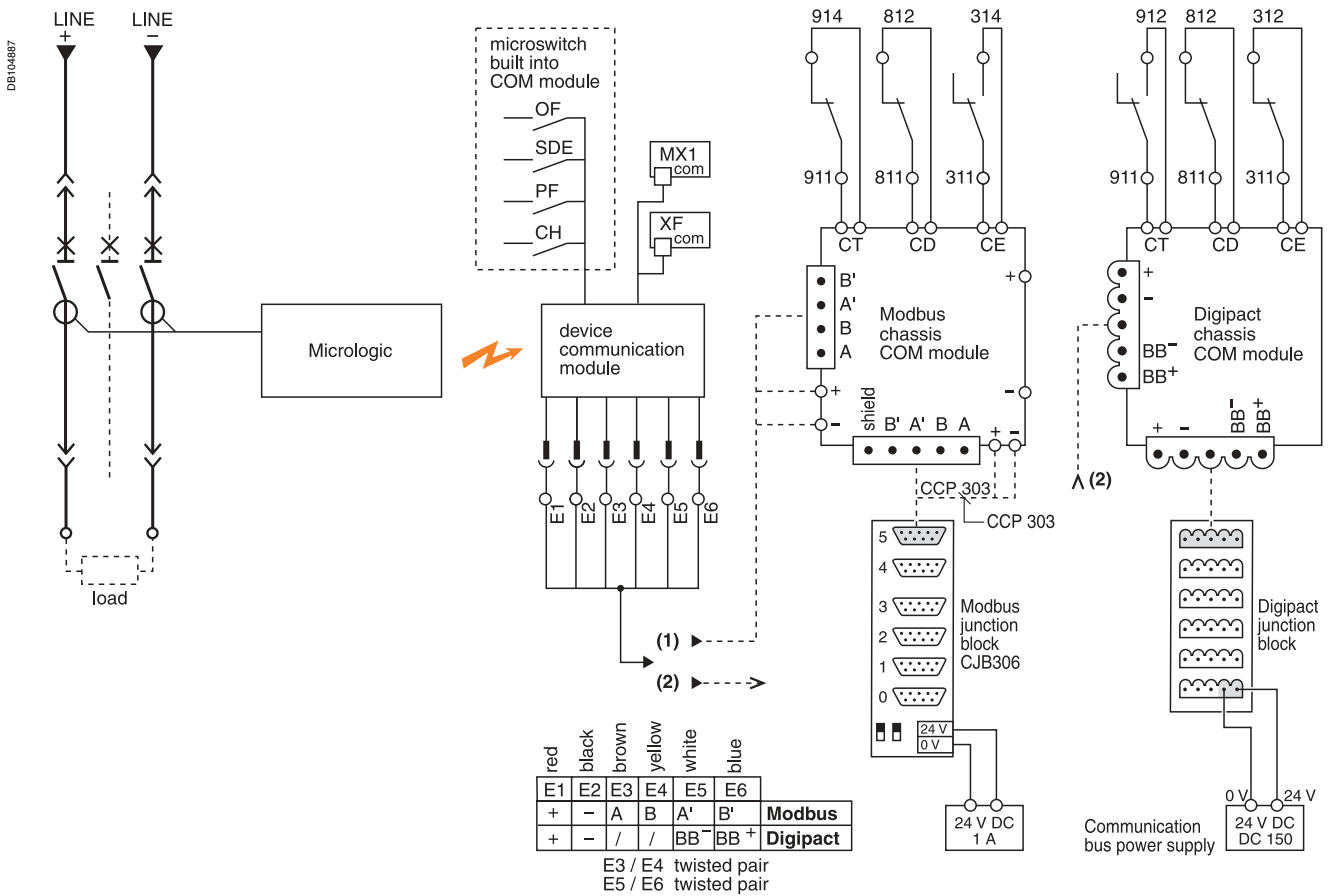 DB104887
LINE
+
LINE
–
microswitch
built into
COM module
OF
SDE
PF
CH
MX1
com
XF
com
Micrologic
device
communication
module
E1
E2
E3
E4
E5
E6
load
(1)
(2)
914
812
314
911
811
311
CT
CD
CE
B'
A'
B
A
+
–
+
–
Modbus
chassis
COM module
shield
B'
A'
B
A
+
–
CCP 303
CCP 303
5
4
3
2
1
0
Modbus
junction
block
CJB306
24 V
0 V
24 V DC
1 A
912
812
312
911
811
311
CT
CD
CE
+
–
BB–
BB+
Digipact
chassis
COM module
+
–
BB-
BB+
(2)
Digipact
junction
block
0 V
24 V
24 V DC
DC 150
Communication
bus power supply
red
black
brown
yellow
white
blue
E1 E2 E3 E4 E5 E6
+ – A B A' B' Modbus
+ – / / BB– BB + Digipact
E3 / E4 twisted pair
E5 / E6 twisted pair